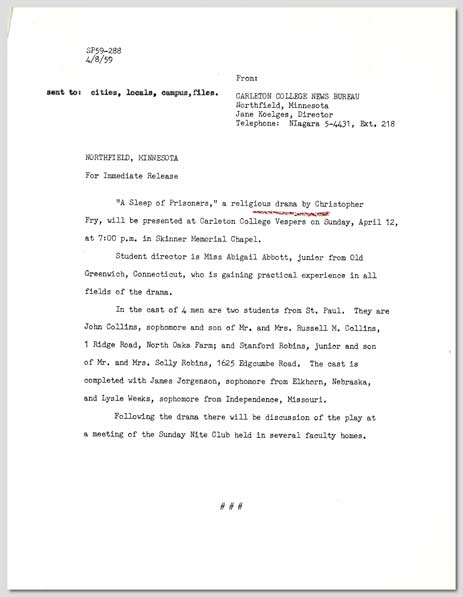 SP59-288
4/8/59
From:
sent to: cities, locals, campus,files.
CARLETON COLLEGE NEWS BUREAU
Northfield, Minnesota
Jane Koelges, Director
Telephone: NIagara 5-4431, Ext. 218
NORTHFIELD, MINNESOTA
For Immediate Release
"A Sleep of Prisoners," a religious drama by Christopher
Fry, will be presented at Carleton College Vespers on Sunday, April 12,
at 7:00 p.m. in Skinner Memorial Chapel.
Student director is Miss Abigail Abbott, junior from Old
Greenwich, Connecticut, who is gaining practical experience in all
fields of the drama.
In the cast of 4 men are two students from St. Paul. They are
John Collins, sophomore and son of Mr. and Mrs. Russell M. Collins,
1 Ridge Road, North Oaks Farm; and Stanford Robins, junior and son
of Mr. and Mrs. Solly Robins, 1625 Edgcumbe Road. The cast is
completed with James Jorgenson, sophomore from Elkhorn, Nebraska,
and Lysle Weeks, sophomore from Independence, Missouri.
Following the drama there will be discussion of the play at
a meeting of the Sunday Nite Club held in several faculty homes.
# # #